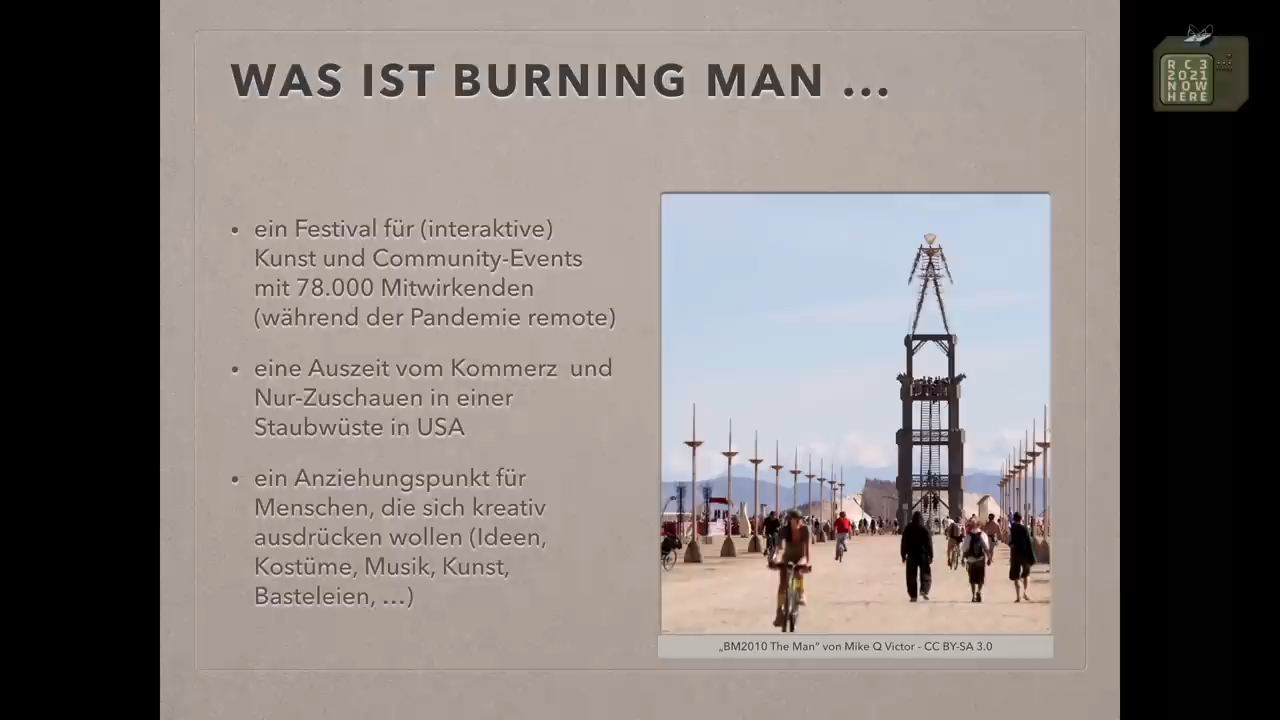 WAS IST BURNING MAN ...
• ein Festival für (interaktive)
Kunst und Community-Events
mit 78.000 Mitwirkenden
(während der Pandemie remote)
• eine Auszeit vom Kommerz und
Nur-Zuschauen in einer
Staubwüste in USA
• ein Anziehungspunkt für
Menschen, die sich kreativ
ausdrücken wollen (Ideen,
Kostüme, Musik, Kunst,
Basteleien, ...)
„BM2010 The Man“ von Mike Q Victor - CC BY-SA 3.0
RC3
2021
NOW
HERE